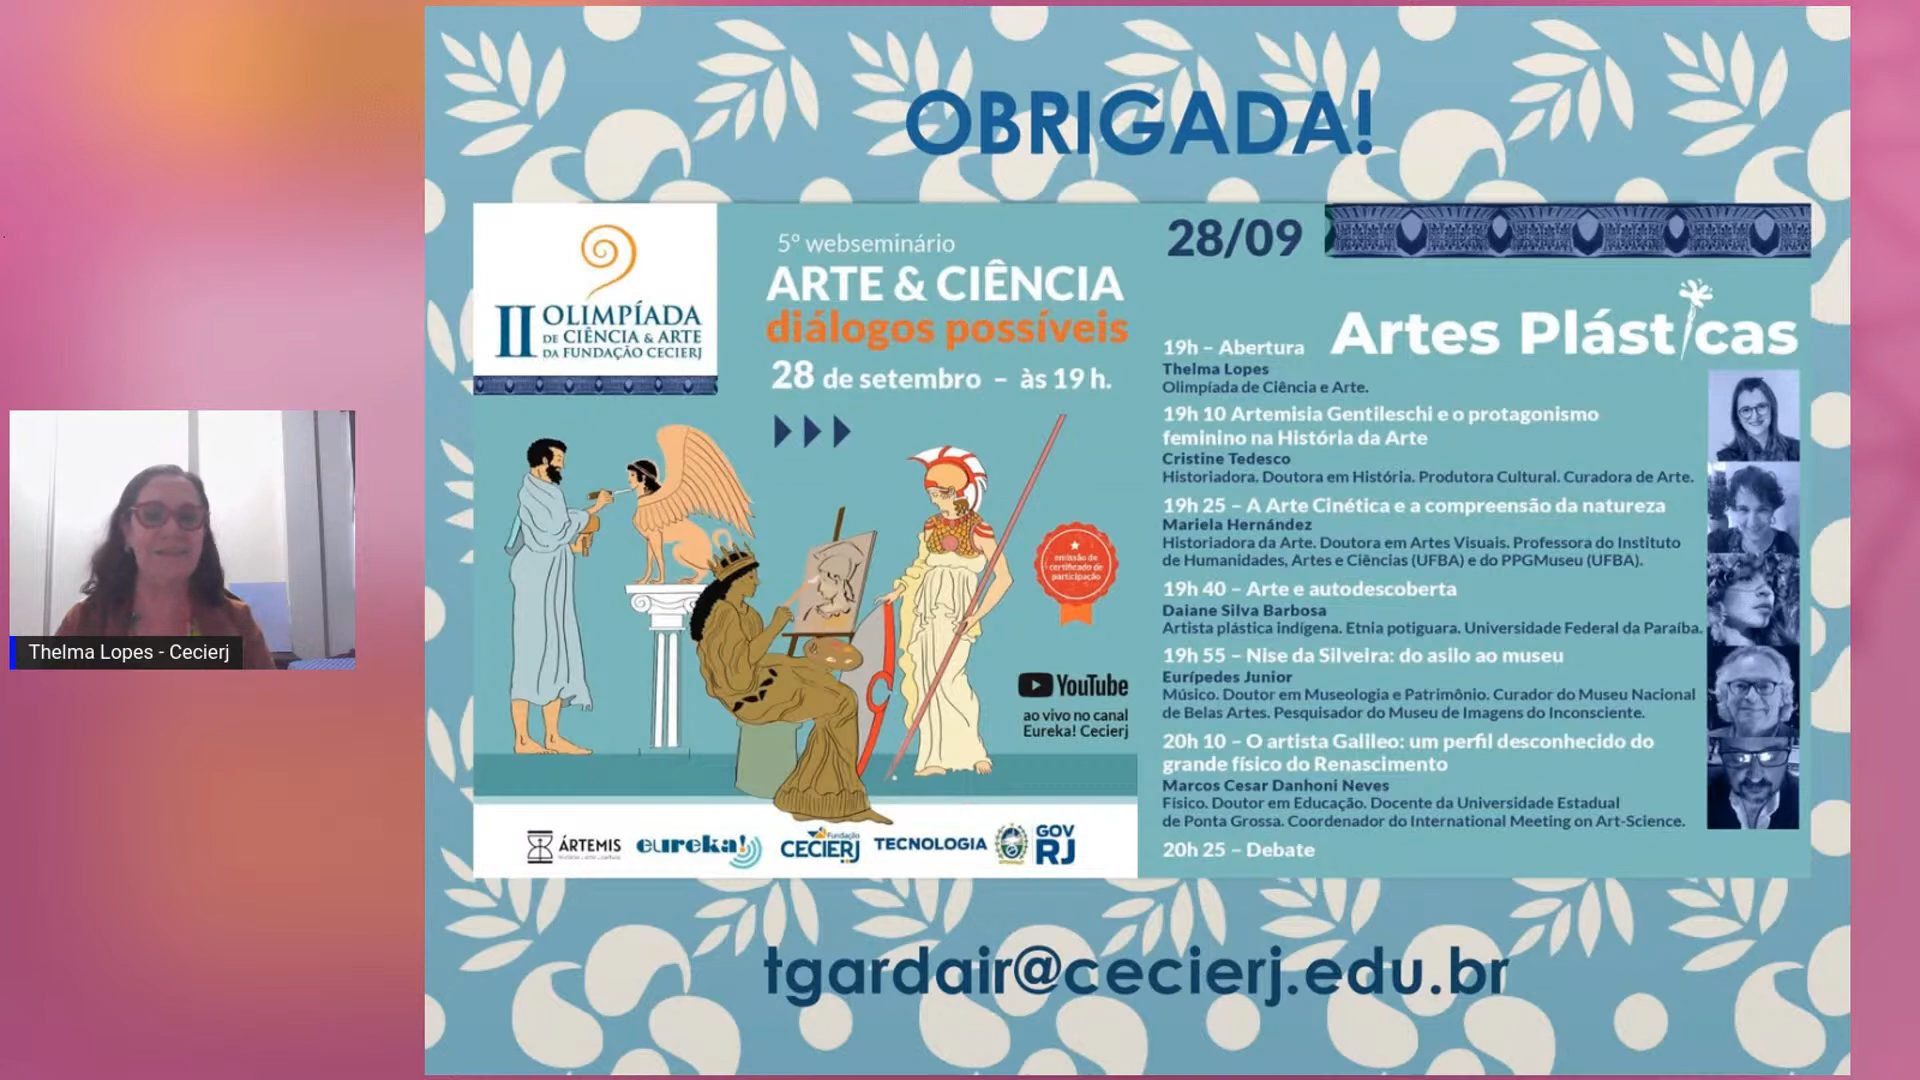 OBRIGADA!
II OLIMPÍADA
DE CIÊNCIA & ARTE
DA FUNDAÇÃO CECIERJ
5º webseminário
ARTE & CIÊNCIA
diálogos possíveis
28 de setembro – às 19 h.
emissão de
certificado de
participação
YouTube
ao vivo no canal
Eureka! Cecierj
ÁRTEMIS
eureka!
Fundação
CECIERJ
TECNOLOGIA
GOV
RJ
28/09
Artes Plásticas
19h – Abertura
Thelma Lopes
Olimpíada de Ciência e Arte.
19h 10 Artemisia Gentileschi e o protagonismo
feminino na História da Arte
Cristine Tedesco
Historiadora. Doutora em História. Produtora Cultural. Curadora de Arte.
19h 25 – A Arte Cinética e a compreensão da natureza
Mariela Hernández
Historiadora da Arte. Doutora em Artes Visuais. Professora do Instituto
de Humanidades, Artes e Ciências (UFBA) e do PPGMuseu (UFBA).
19h 40 – Arte e autodescoberta
Daiane Silva Barbosa
Artista plástica indígena. Etnia potiguara. Universidade Federal da Paraíba.
19h 55 – Nise da Silveira: do asilo ao museu
Eurípedes Junior
Músico. Doutor em Museologia e Patrimônio. Curador do Museu Nacional
de Belas Artes. Pesquisador do Museu de Imagens do Inconsciente.
20h 10 – O artista Galileo: um perfil desconhecido do
grande físico do Renascimento
Marcos Cesar Danhoni Neves
Físico. Doutor em Educação. Docente da Universidade Estadual
de Ponta Grossa. Coordenador do International Meeting on Art-Science.
20h 25 – Debate
Thelma Lopes - Cecierj
tgardair@cecierj.edu.br